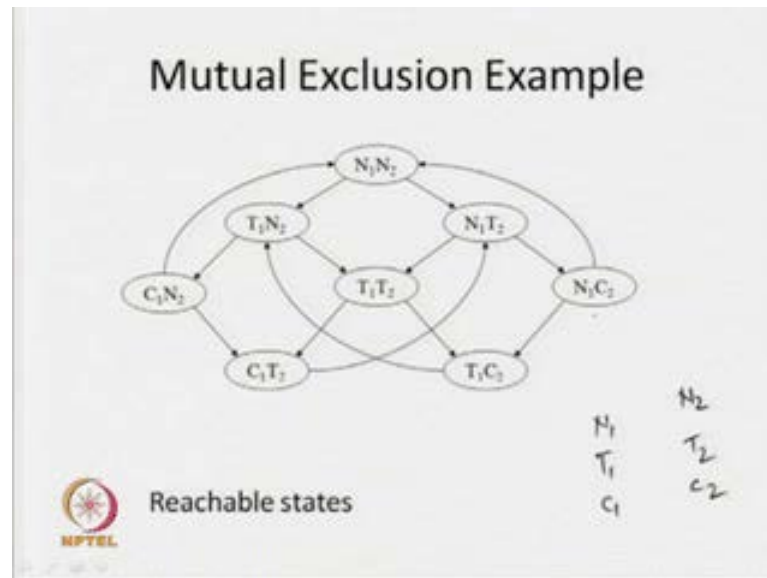 Mutual Exclusion Example
N₁N₂
T₁N₂
N₁T₂
C₁N₂
T₁T₂
N₁C₂
C₁T₂
T₁C₂
N₂
N₁
T₂
T₁
C₂
C₁
Reachable states
NPTEL